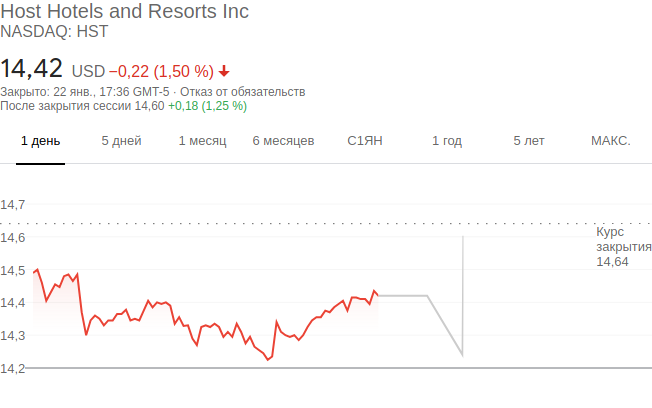 Host Hotels and Resorts Inc
NASDAQ: HST
14,42 USD −0,22 (1,50 %)
Закрыто: 22 янв., 17:36 GMT-5 · Отказ от обязательств
После закрытия сессии 14,60 +0,18 (1,25 %)
1 день 5 дней 1 месяц 6 месяцев С1ЯН 1 год 5 лет МАКС.
14,7
14,6
14,5
14,4
14,3
14,2
Курс
закрытия
14,64